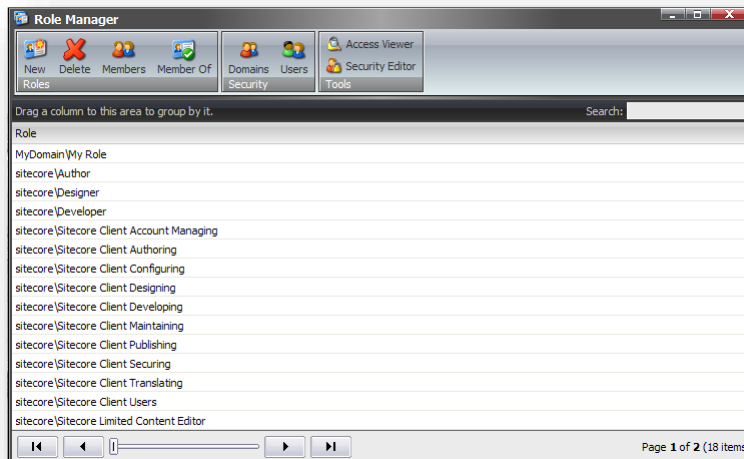 Role Manager
New Delete Members Member Of Domains Users Access Viewer
Security Editor
Roles Security Tools
Drag a column to this area to group by it. Search:
Role
MyDomain\My Role
sitecore\Author
sitecore\Designer
sitecore\Developer
sitecore\Sitecore Client Account Managing
sitecore\Sitecore Client Authoring
sitecore\Sitecore Client Configuring
sitecore\Sitecore Client Designing
sitecore\Sitecore Client Developing
sitecore\Sitecore Client Maintaining
sitecore\Sitecore Client Publishing
sitecore\Sitecore Client Securing
sitecore\Sitecore Client Translating
sitecore\Sitecore Client Users
sitecore\Sitecore Limited Content Editor
Page 1 of 2 (18 items